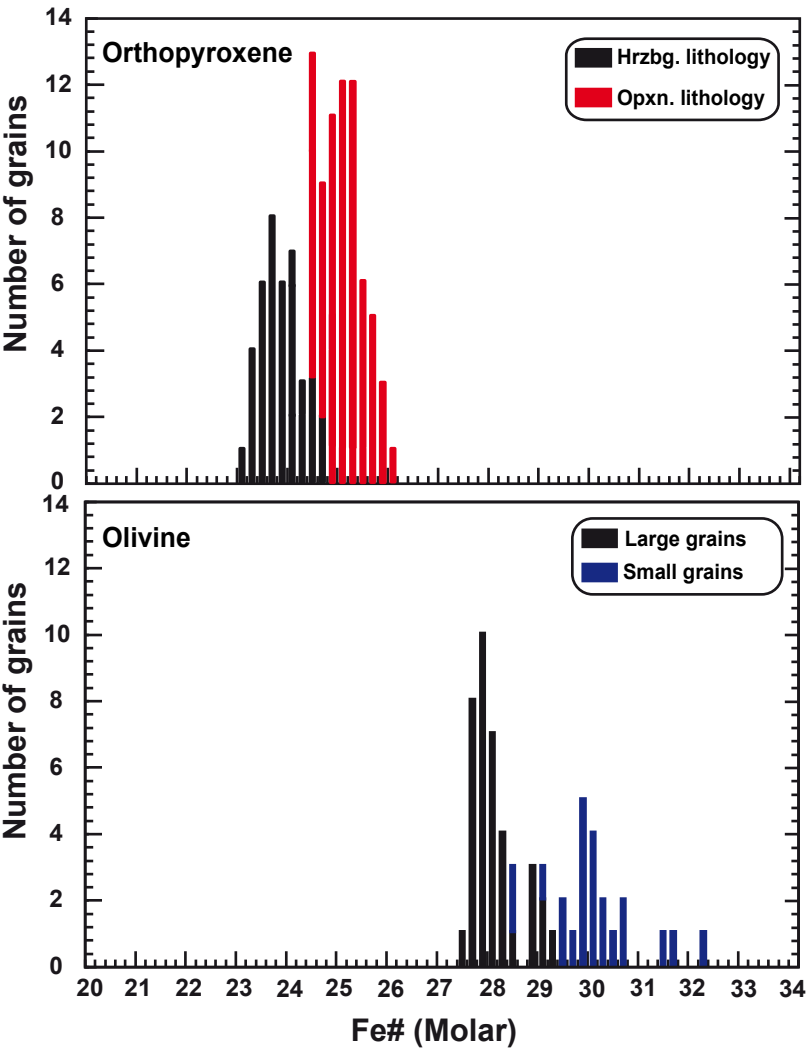 14
12
10
8
6
4
2
0
Number of grains
Orthopyroxene
Hrzbg. lithology
Opxn. lithology
14
12
10
8
6
4
2
0
Number of grains
Olivine
Large grains
Small grains
20 21 22 23 24 25 26 27 28 29 30 31 32 33 34
Fe# (Molar)